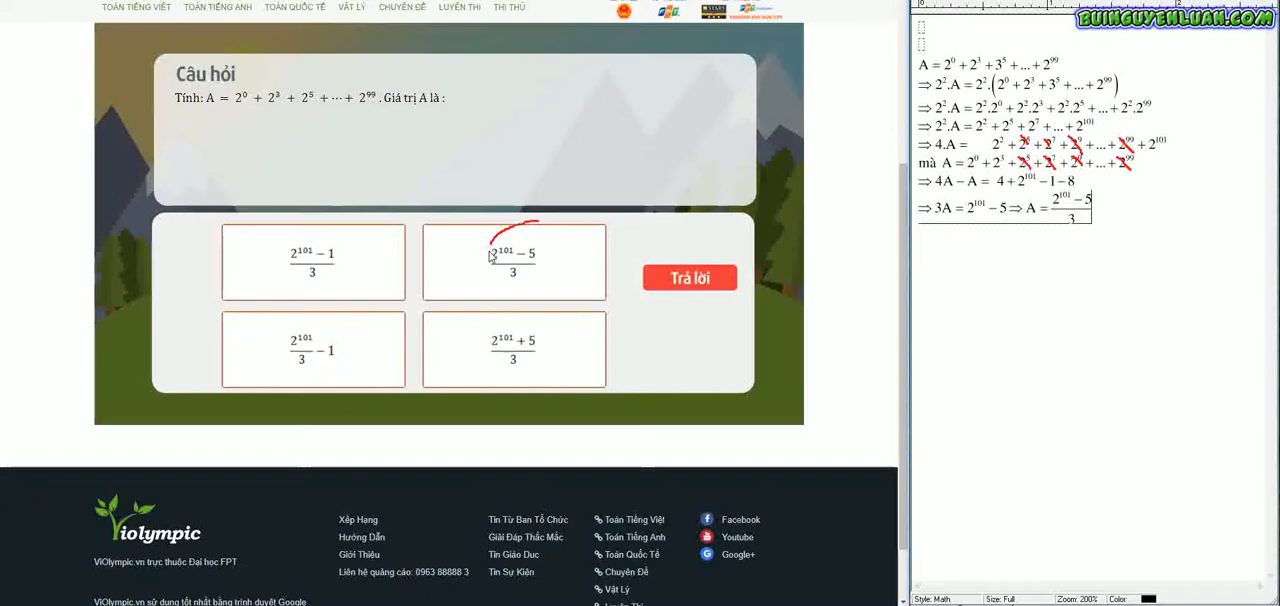 TOÁN TIẾNG VIỆT TOÁN TIẾNG ANH TOÁN QUỐC TẾ VẬT LÝ CHUYÊN ĐỀ LUYỆN THI THI THỬ
BUINGUYENLUAN.COM
Câu hỏi
Tính: A = 2⁰ + 2³ + 2⁵ + ⋯ + 2⁹⁹. Giá trị A là :
(2¹⁰¹ − 1)/3
(2¹⁰¹ − 5)/3
Trả lời
2¹⁰¹/3 − 1
(2¹⁰¹ + 5)/3
A = 2⁰ + 2³ + 3⁵ + ... + 2⁹⁹
⇒ 2².A = 2².(2⁰ + 2³ + 3⁵ + ... + 2⁹⁹)
⇒ 2².A = 2².2⁰ + 2².2³ + 2².2⁵ + ... + 2².2⁹⁹
⇒ 2².A = 2² + 2⁵ + 2⁷ + ... + 2¹⁰¹
⇒ 4.A = 2² + 2⁵ + 2⁷ + 2⁹ + ... + 2⁹⁹ + 2¹⁰¹
mà A = 2⁰ + 2³ + 2⁵ + 2⁷ + 2⁹ + ... + 2⁹⁹
⇒ 4A − A = 4 + 2¹⁰¹ − 1 − 8
⇒ 3A = 2¹⁰¹ − 5 ⇒ A = (2¹⁰¹ − 5)/3
iolympic
ViOlympic.vn trực thuộc Đại học FPT
ViOlympic.vn sử dụng tốt nhất bằng trình duyệt Google
Xếp Hạng
Hướng Dẫn
Giới Thiệu
Liên hệ quảng cáo: 0963 88888 3
Tin Từ Ban Tổ Chức
Giải Đáp Thắc Mắc
Tin Giáo Dục
Tin Sự Kiện
Toán Tiếng Việt
Toán Tiếng Anh
Toán Quốc Tế
Chuyên Đề
Vật Lý
Facebook
Youtube
Google+
Style: Math Size: Full Zoom: 200% Color: